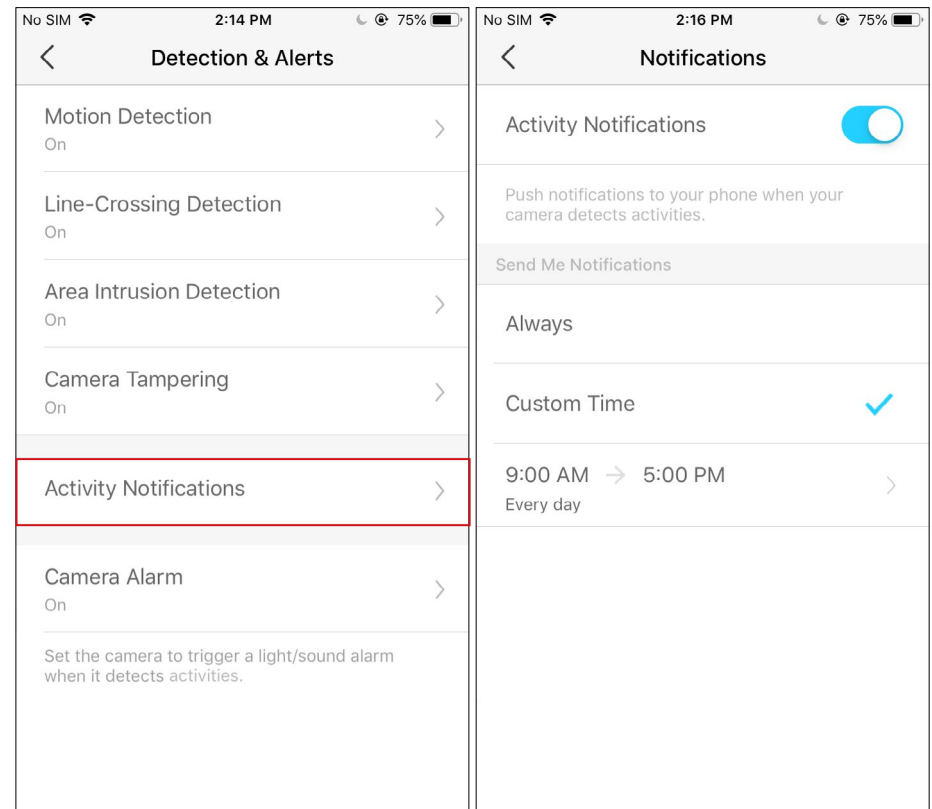 No SIM 2:14 PM 75%
Detection & Alerts
Motion Detection
On
Line-Crossing Detection
On
Area Intrusion Detection
On
Camera Tampering
On
Activity Notifications
Camera Alarm
On
Set the camera to trigger a light/sound alarm
when it detects activities.
No SIM 2:16 PM 75%
Notifications
Activity Notifications
Push notifications to your phone when your
camera detects activities.
Send Me Notifications
Always
Custom Time
9:00 AM → 5:00 PM
Every day